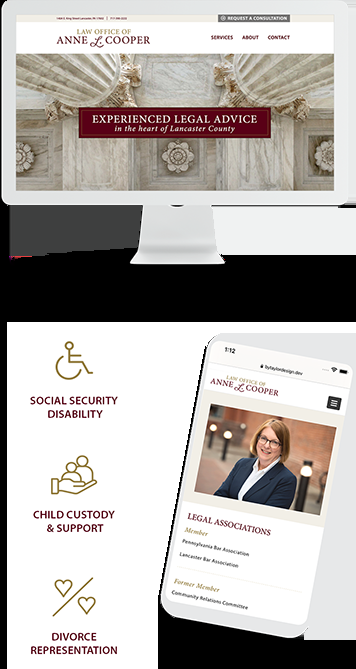 LAW OFFICE OF
ANNE L COOPER
REQUEST A CONSULTATION
SERVICES ABOUT CONTACT
EXPERIENCED LEGAL ADVICE
in the heart of Lancaster County
SOCIAL SECURITY
DISABILITY
CHILD CUSTODY
& SUPPORT
DIVORCE
REPRESENTATION
1:12
bytaylordesign.dev
LAW OFFICE OF
ANNE L COOPER
LEGAL ASSOCIATIONS
Member
Pennsylvania Bar Association
Lancaster Bar Association
Former Member
Community Relations Committee